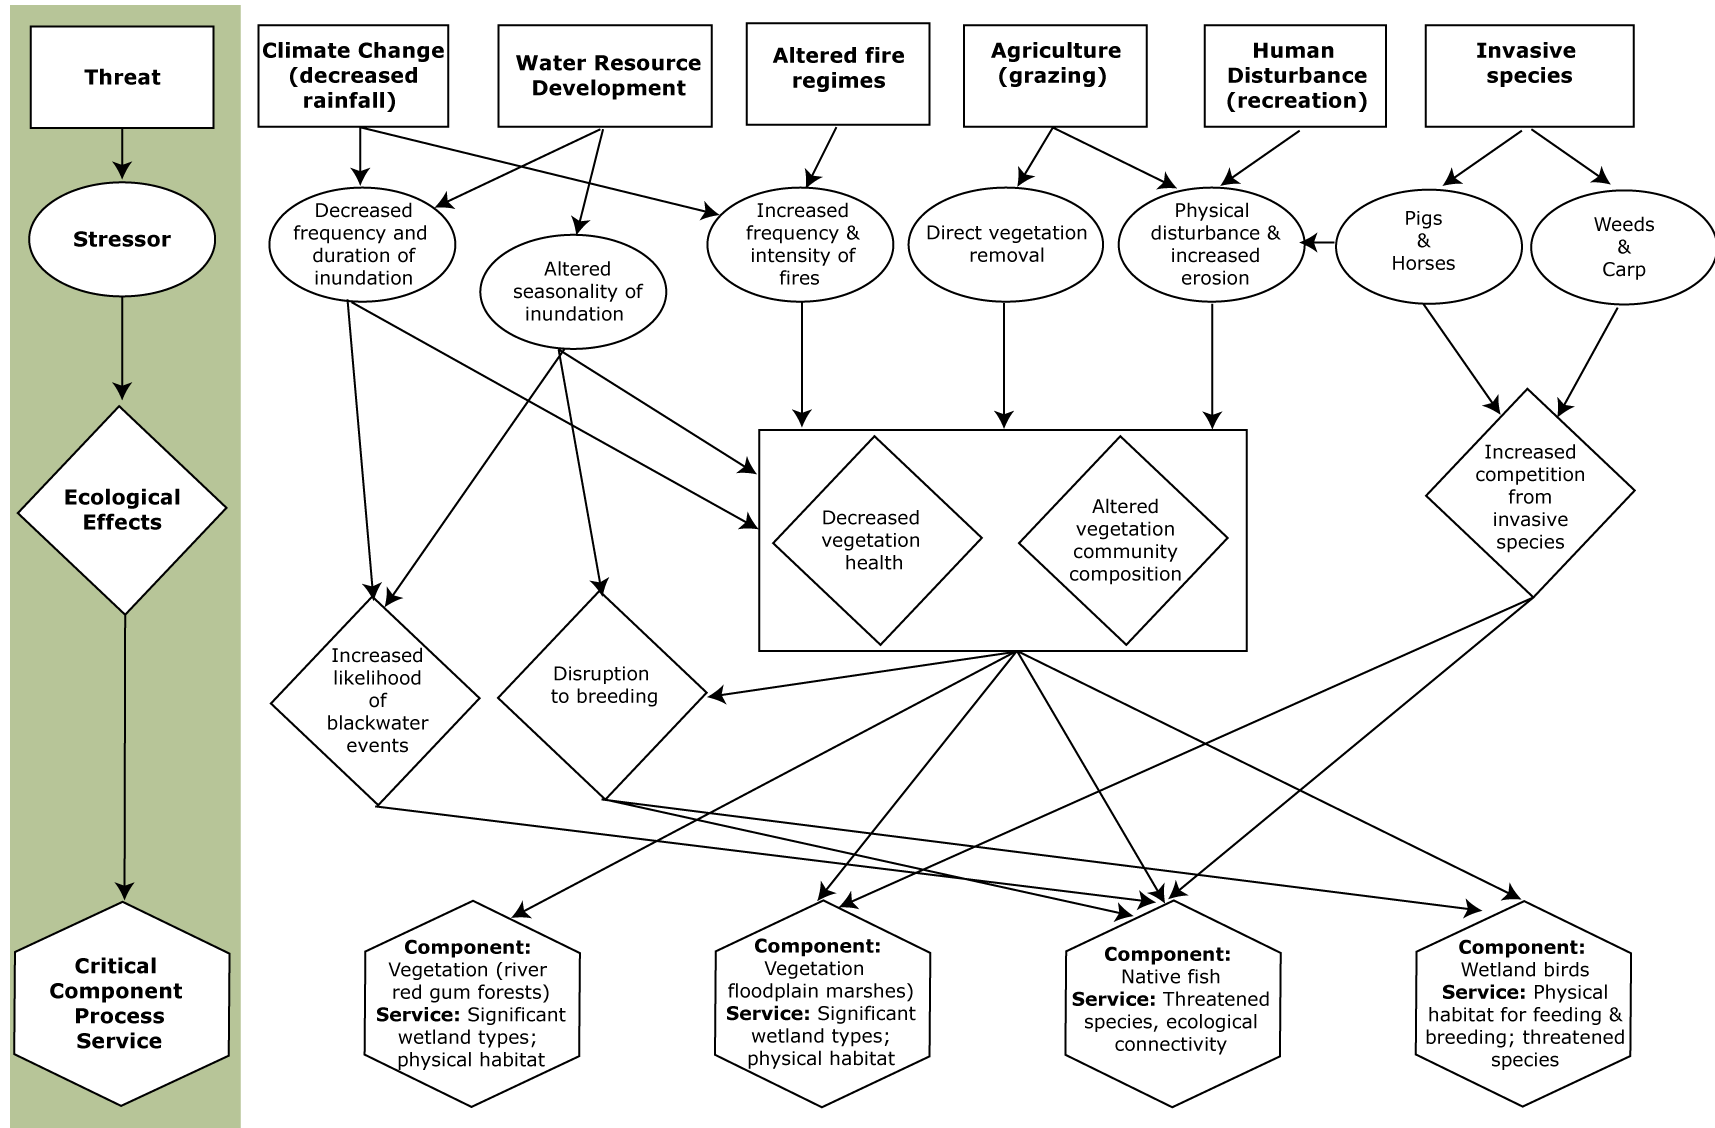 Threat
Stressor
Ecological
Effects
Critical
Component
Process
Service
Climate Change
(decreased
rainfall)
Water Resource
Development
Altered fire
regimes
Agriculture
(grazing)
Human
Disturbance
(recreation)
Invasive
species
Decreased
frequency and
duration of
inundation
Altered
seasonality of
inundation
Increased
frequency &
intensity of
fires
Direct vegetation
removal
Physical
disturbance &
increased
erosion
Pigs
&
Horses
Weeds
&
Carp
Increased
likelihood
of
blackwater
events
Disruption
to breeding
Decreased
vegetation
health
Altered
vegetation
community
composition
Increased
competition
from
invasive
species
Component:
Vegetation (river
red gum forests)
Service: Significant
wetland types;
physical habitat
Component:
Vegetation
floodplain marshes)
Service: Significant
wetland types;
physical habitat
Component:
Native fish
Service: Threatened
species, ecological
connectivity
Component:
Wetland birds
Service: Physical
habitat for feeding &
breeding; threatened
species